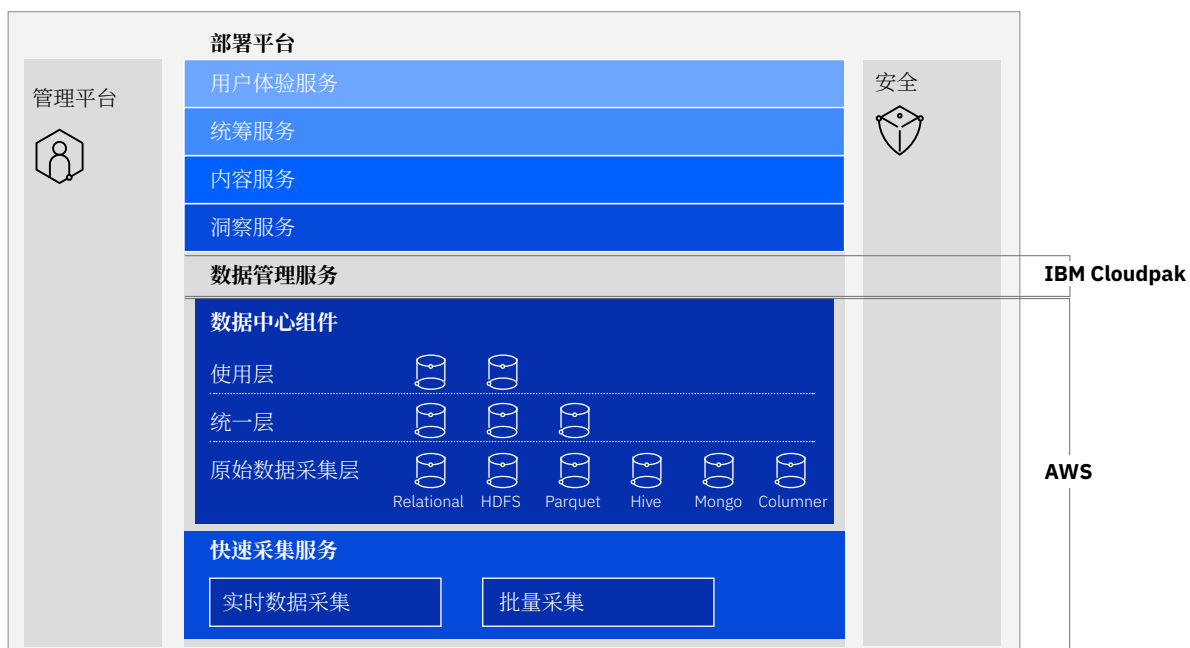 部署平台
管理平台
用户体验服务
安全
统筹服务
内容服务
洞察服务
数据管理服务
IBM Cloudpak
数据中心组件
使用层
统一层
原始数据采集层
AWS
Relational HDFS Parquet Hive Mongo Columner
快速采集服务
实时数据采集 批量采集